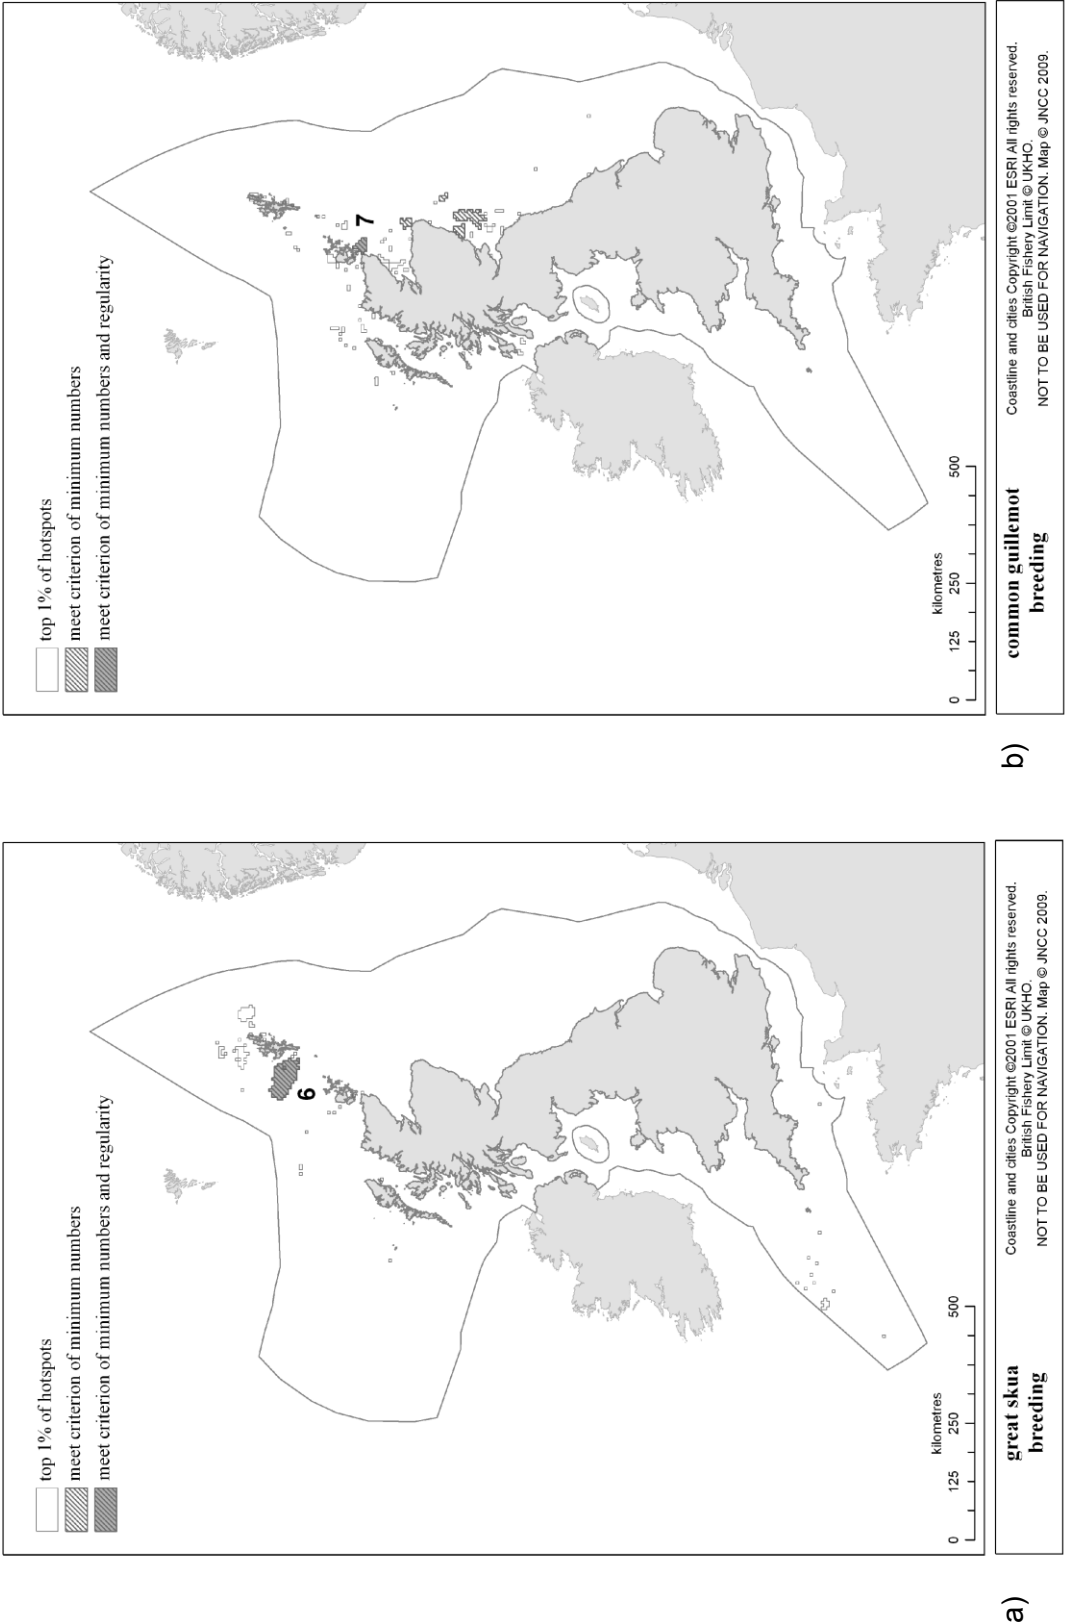 a)
top 1% of hotspots
meet criterion of minimum numbers
meet criterion of minimum numbers and regularity
6
kilometres
0 125 250 500
great skua
breeding
Coastline and cities Copyright ©2001 ESRI All rights reserved.
British Fishery Limit © UKHO.
NOT TO BE USED FOR NAVIGATION. Map © JNCC 2009.
b)
top 1% of hotspots
meet criterion of minimum numbers
meet criterion of minimum numbers and regularity
7
kilometres
0 125 250 500
common guillemot
breeding
Coastline and cities Copyright ©2001 ESRI All rights reserved.
British Fishery Limit © UKHO.
NOT TO BE USED FOR NAVIGATION. Map © JNCC 2009.